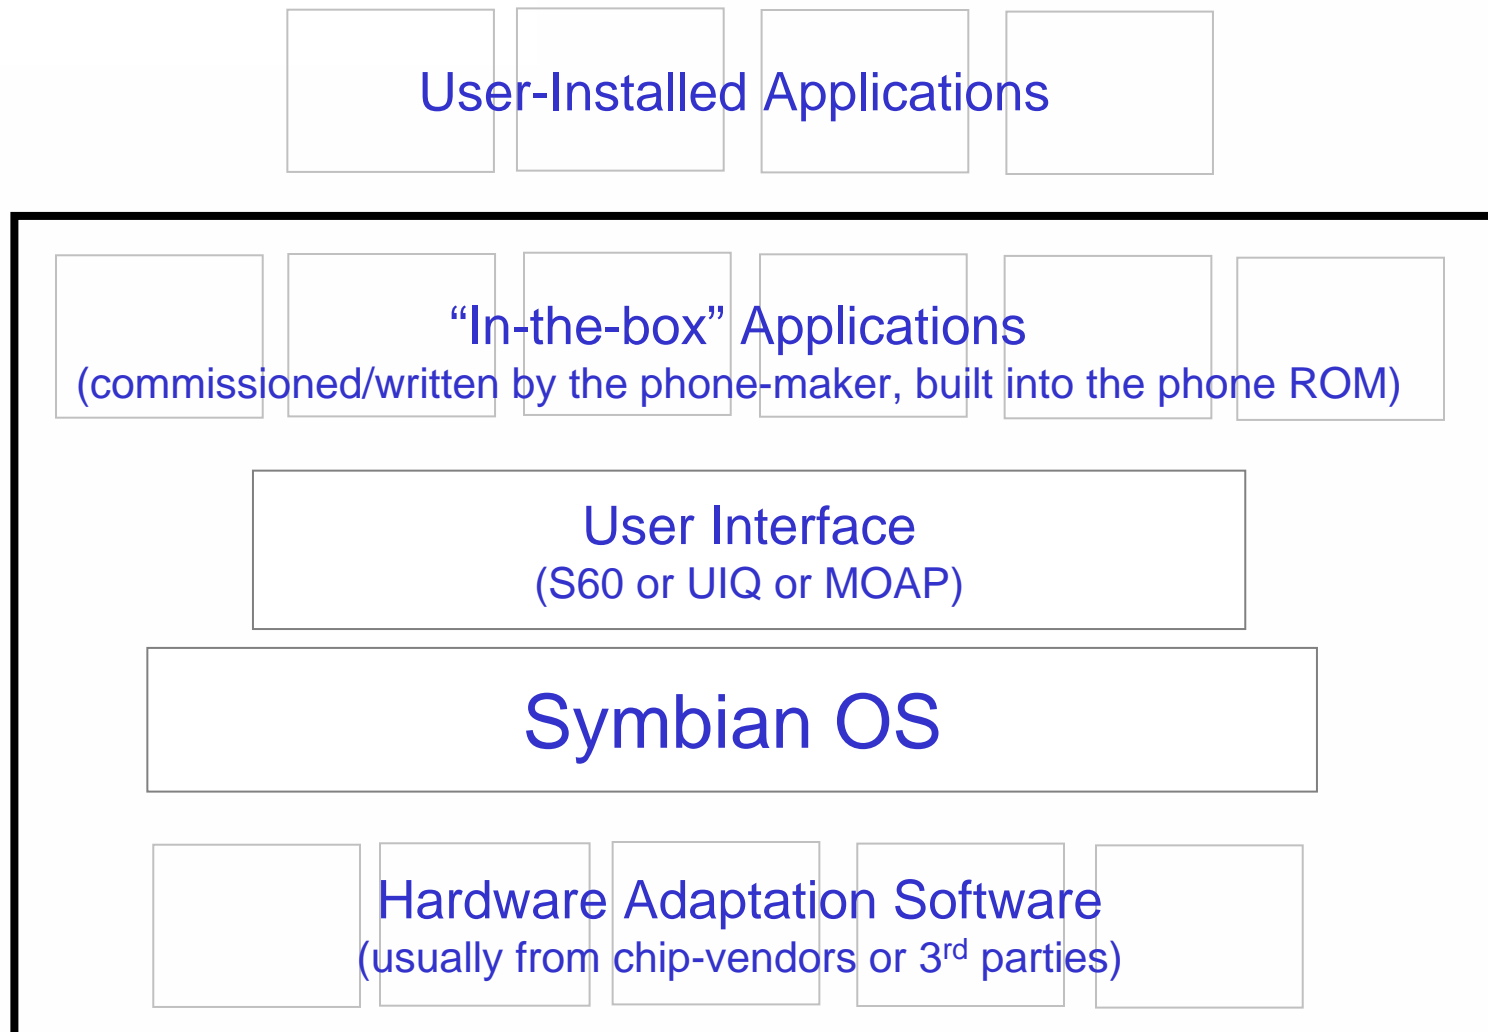 User-Installed Applications
“In-the-box” Applications
(commissioned/written by the phone-maker, built into the phone ROM)
User Interface
(S60 or UIQ or MOAP)
Symbian OS
Hardware Adaptation Software
(usually from chip-vendors or 3rd parties)